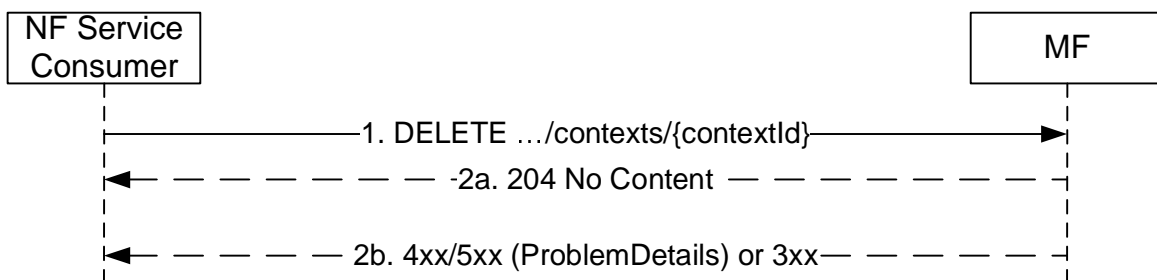 NF Service
Consumer
MF
1. DELETE …/contexts/{contextId}
2a. 204 No Content
2b. 4xx/5xx (ProblemDetails) or 3xx